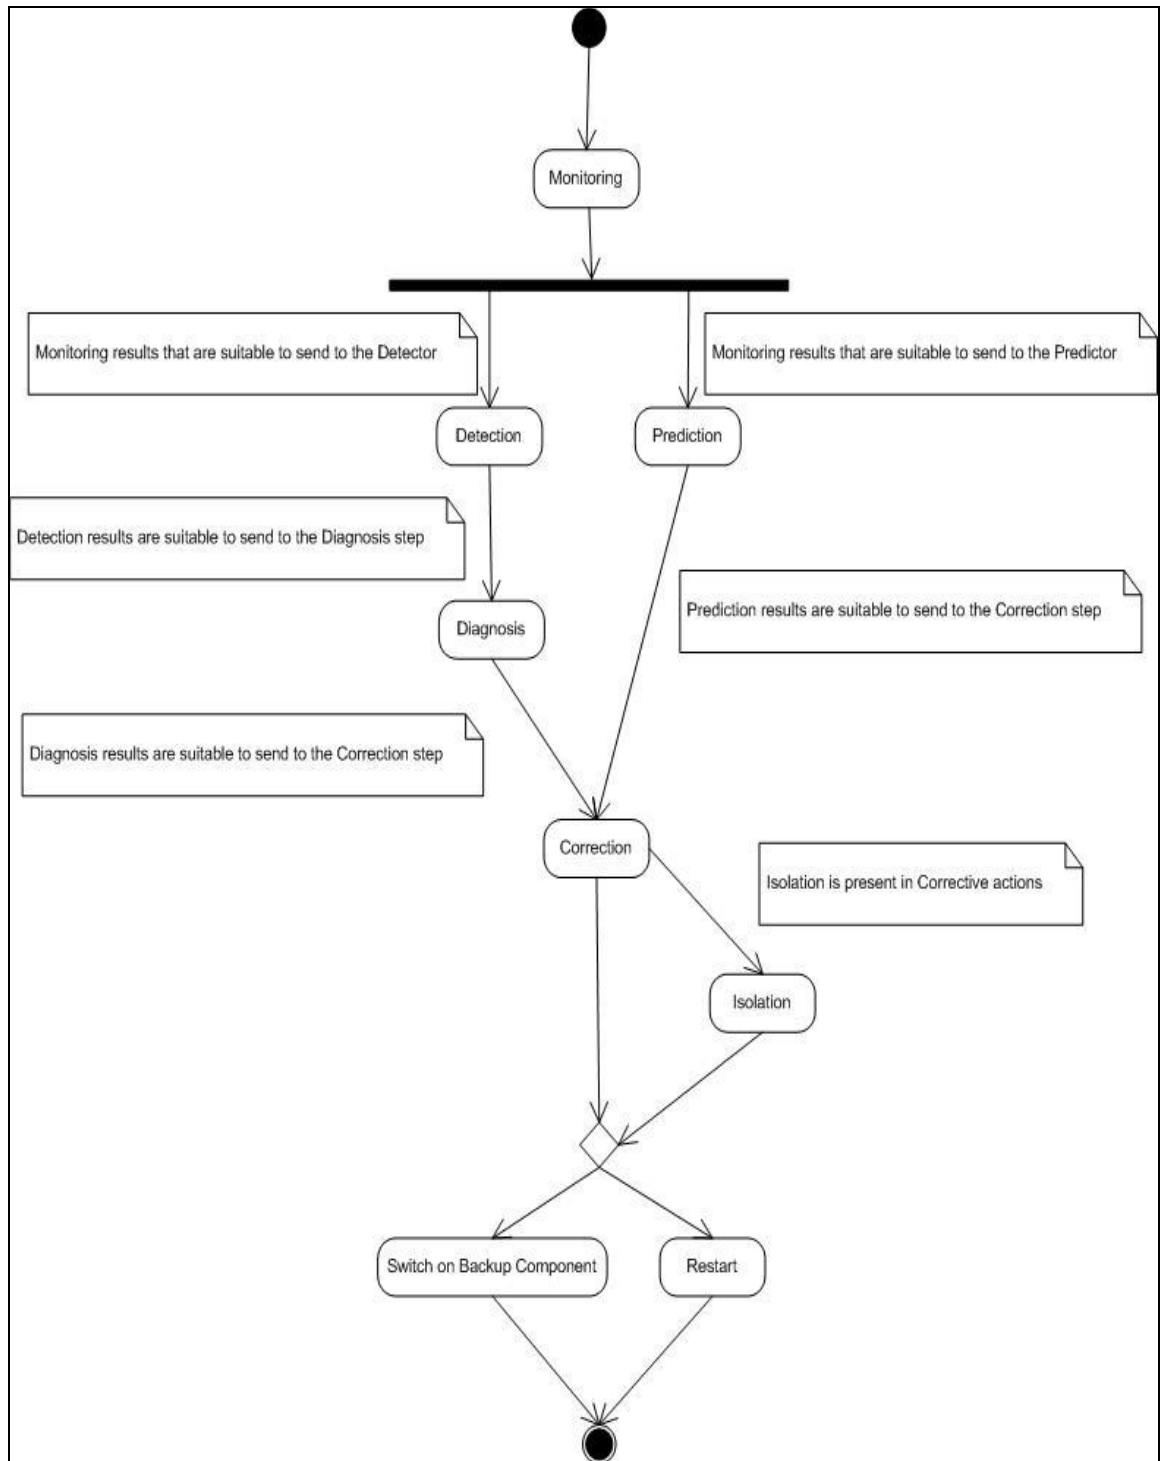 Monitoring
Monitoring results that are suitable to send to the Detector
Monitoring results that are suitable to send to the Predictor
Detection
Prediction
Detection results are suitable to send to the Diagnosis step
Prediction results are suitable to send to the Correction step
Diagnosis
Diagnosis results are suitable to send to the Correction step
Correction
Isolation is present in Corrective actions
Isolation
Switch on Backup Component
Restart